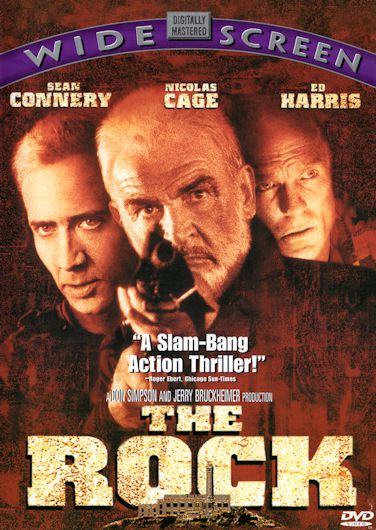 DIGITALLY
MASTERED
WIDE SCREEN
SEAN
CONNERY
NICOLAS
CAGE
ED
HARRIS
"A Slam-Bang
Action Thriller!"
—Roger Ebert, Chicago Sun-Times
A DON SIMPSON AND JERRY BRUCKHEIMER PRODUCTION
THE
ROCK
DVD
VIDEO